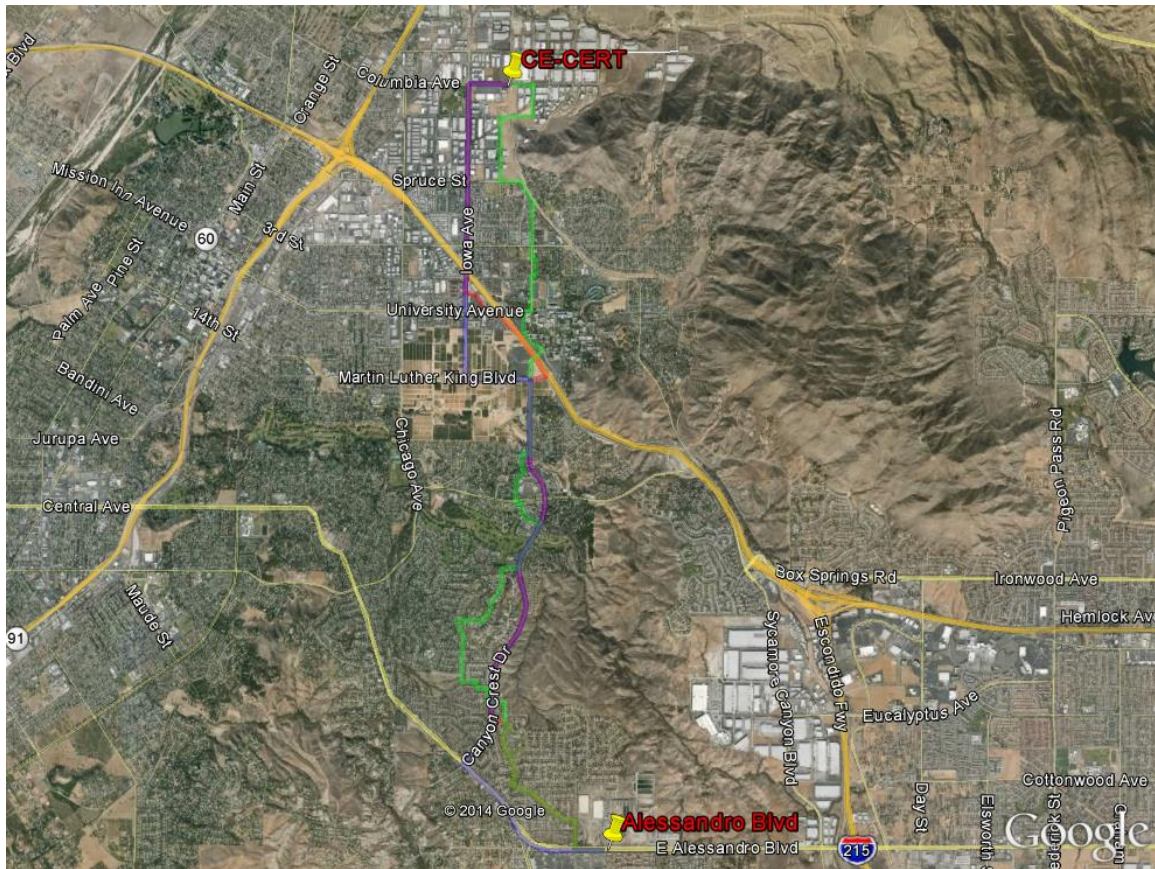 CE-CERT
Columbia Ave
Orange St
Main St
Mission Inn Avenue
60
3rd St
Spruce St
Iowa Ave
Palm Ave
Pine St
14th St
University Avenue
Bandini Ave
Martin Luther King Blvd
Jurupa Ave
Chicago Ave
Central Ave
Pigeon Pass Rd
Box Springs Rd
Ironwood Ave
Maude St
Hemlock Ave
91
Sycamore Canyon Blvd
Escondido Fwy
Canyon Crest Dr
Eucalyptus Ave
Cottonwood Ave
Day St
© 2014 Google
Alessandro Blvd
E Alessandro Blvd
215
Google